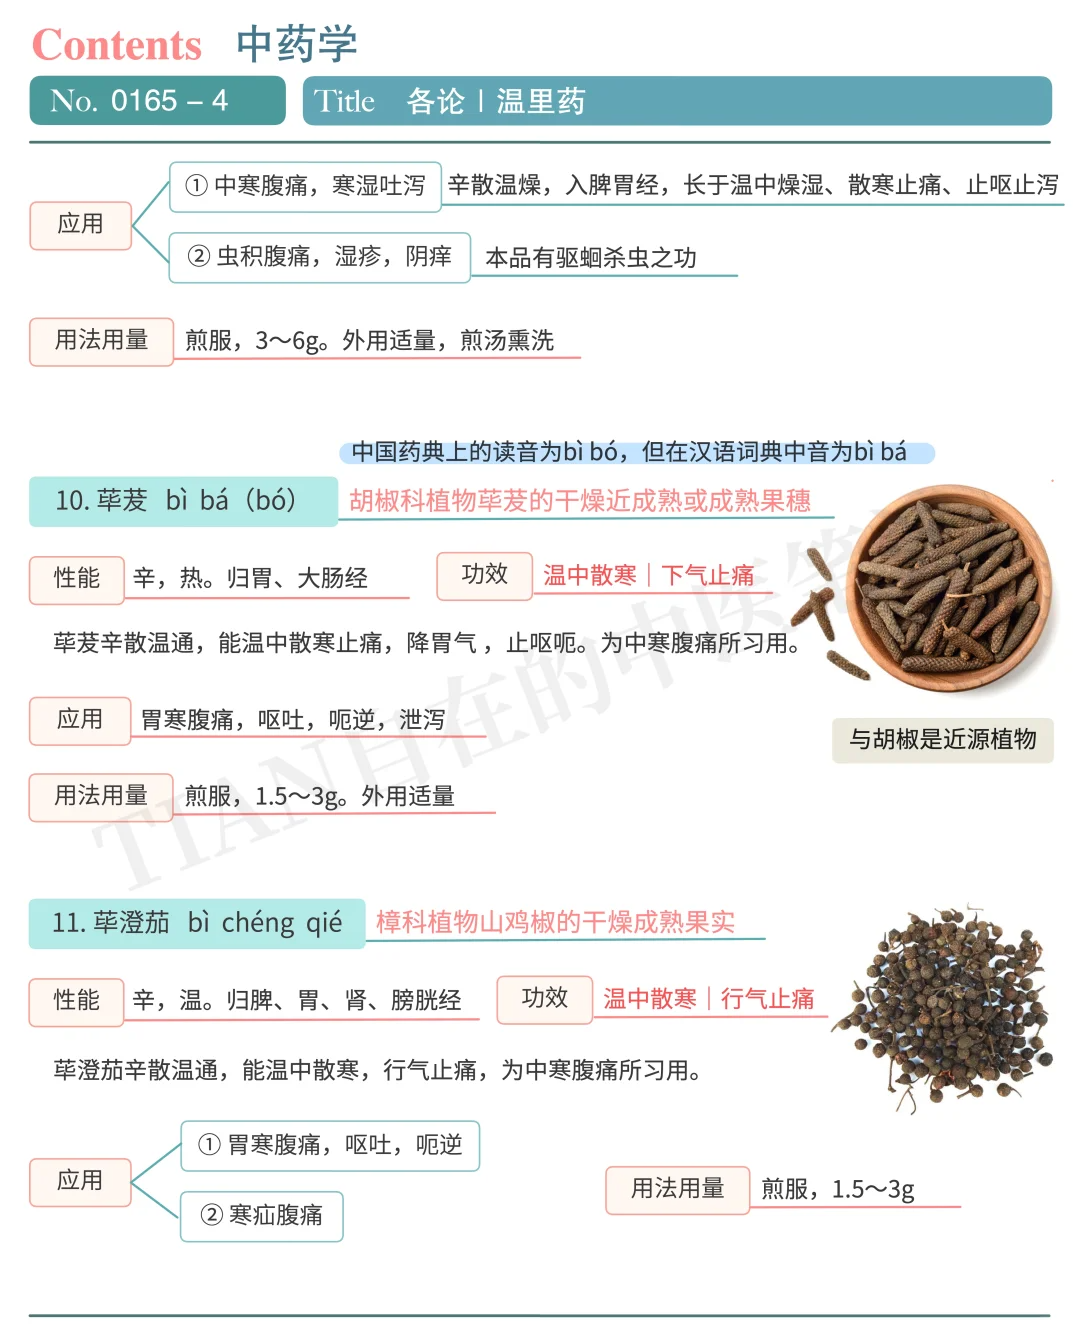 Contents 中药学
No. 0165 – 4 Title 各论 | 温里药
应用
① 中寒腹痛，寒湿吐泻 辛散温燥，入脾胃经，长于温中燥湿、散寒止痛、止呕止泻
② 虫积腹痛，湿疹，阴痒 本品有驱蛔杀虫之功
用法用量 煎服，3～6g。外用适量，煎汤熏洗
中国药典上的读音为bì bó，但在汉语词典中音为bì bá
10. 荜茇 bì bá（bó） 胡椒科植物荜茇的干燥近成熟或成熟果穗
性能 辛，热。归胃、大肠经 功效 温中散寒｜下气止痛
荜茇辛散温通，能温中散寒止痛，降胃气，止呕呃。为中寒腹痛所习用。
应用 胃寒腹痛，呕吐，呃逆，泄泻
与胡椒是近源植物
用法用量 煎服，1.5～3g。外用适量
TIAN自在的中医笔
11. 荜澄茄 bì chéng qié 樟科植物山鸡椒的干燥成熟果实
性能 辛，温。归脾、胃、肾、膀胱经 功效 温中散寒｜行气止痛
荜澄茄辛散温通，能温中散寒，行气止痛，为中寒腹痛所习用。
应用
① 胃寒腹痛，呕吐，呃逆
② 寒疝腹痛
用法用量 煎服，1.5～3g